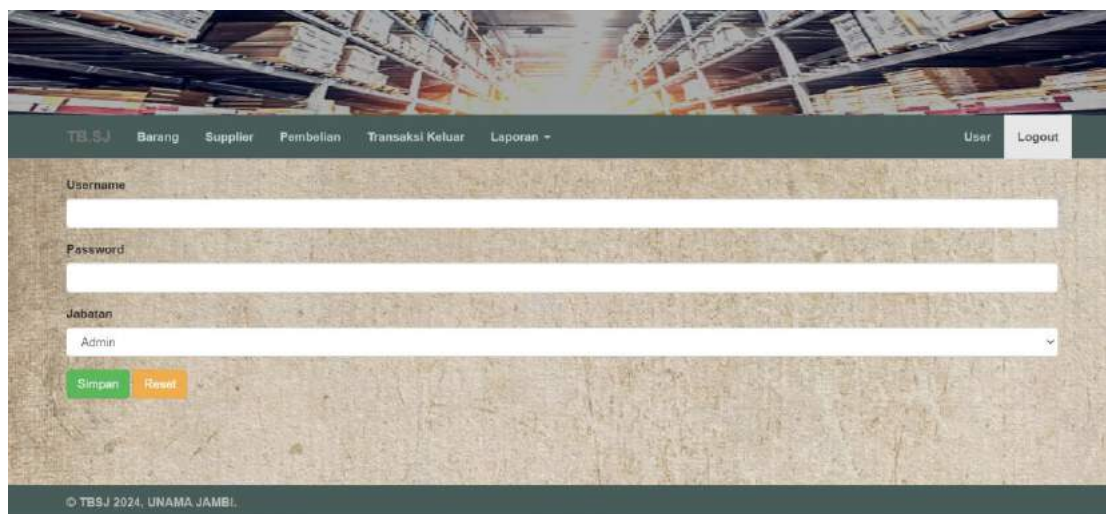 TB.SJ Barang Supplier Pembelian Transaksi Keluar Laporan User Logout
Username
Password
Jabatan
Admin
Simpan Reset
© TBSJ 2024, UNAMA JAMBI.